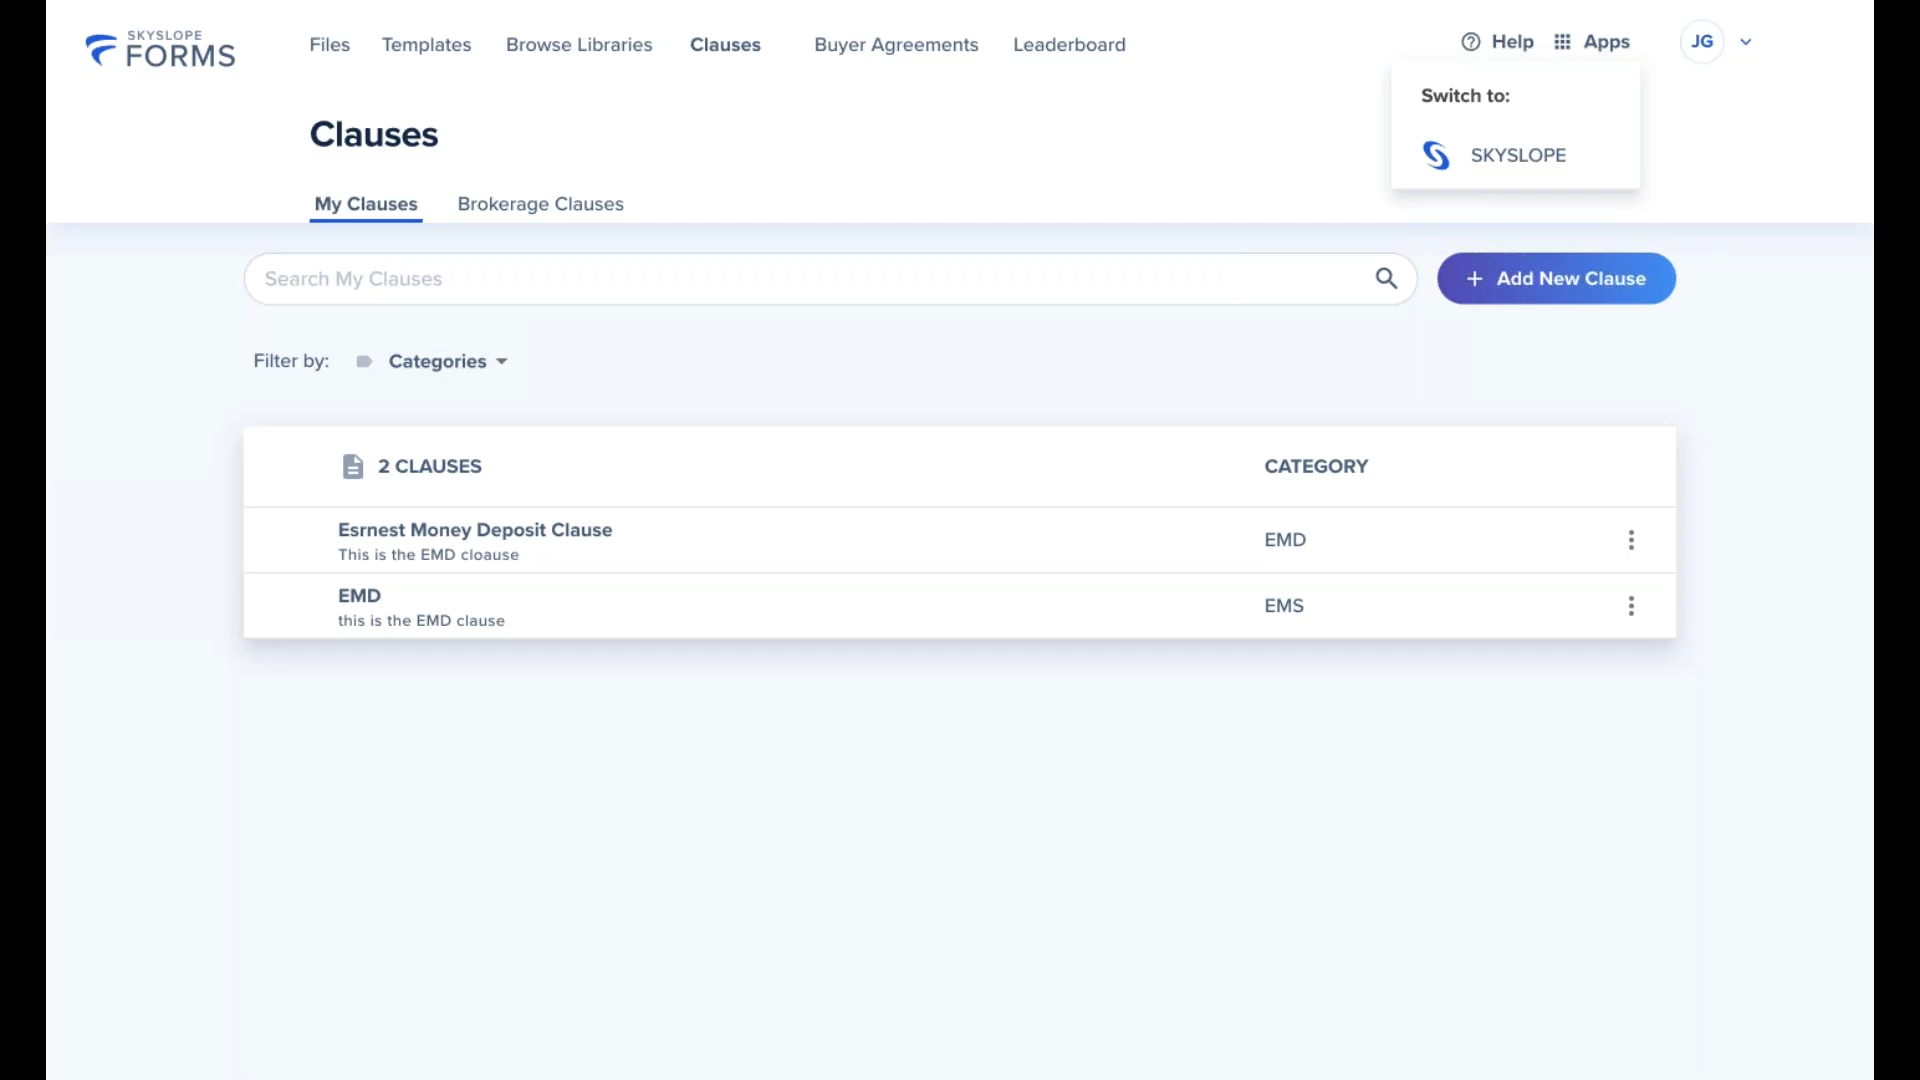 SKYSLOPE
FORMS
Files
Templates
Browse Libraries
Clauses
Buyer Agreements
Leaderboard
Help
Apps
JG
Switch to:
SKYSLOPE
Clauses
My Clauses
Brokerage Clauses
Search My Clauses
+ Add New Clause
Filter by:
Categories
2 CLAUSES
CATEGORY
Esrnest Money Deposit Clause
This is the EMD cloause
EMD
EMD
this is the EMD clause
EMS